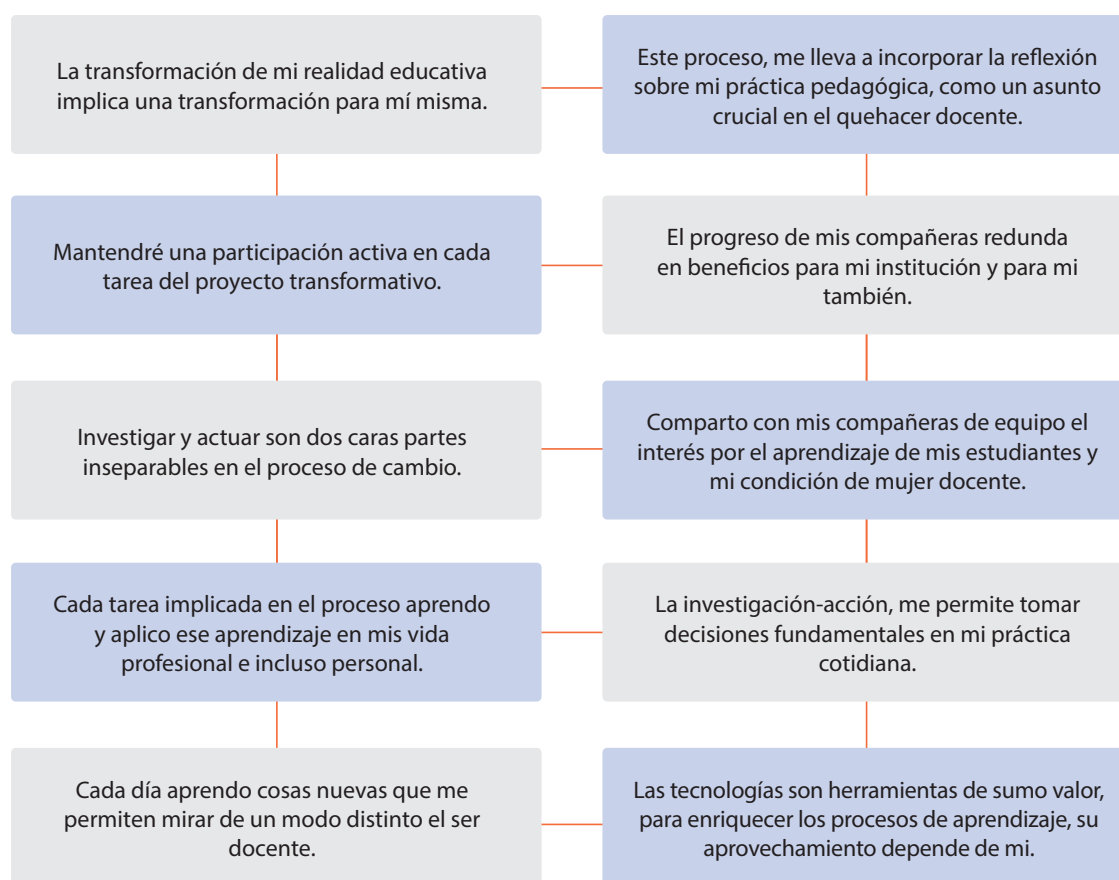 La transformación de mi realidad educativa
implica una transformación para mí misma.
Este proceso, me lleva a incorporar la reflexión
sobre mi práctica pedagógica, como un asunto
crucial en el quehacer docente.
Mantendré una participación activa en cada
tarea del proyecto transformativo.
El progreso de mis compañeras redunda
en beneficios para mi institución y para mi
también.
Investigar y actuar son dos caras partes
inseparables en el proceso de cambio.
Comparto con mis compañeras de equipo el
interés por el aprendizaje de mis estudiantes y
mi condición de mujer docente.
Cada tarea implicada en el proceso aprendo
y aplico ese aprendizaje en mis vida
profesional e incluso personal.
La investigación-acción, me permite tomar
decisiones fundamentales en mi práctica
cotidiana.
Cada día aprendo cosas nuevas que me
permiten mirar de un modo distinto el ser
docente.
Las tecnologías son herramientas de sumo valor,
para enriquecer los procesos de aprendizaje, su
aprovechamiento depende de mi.